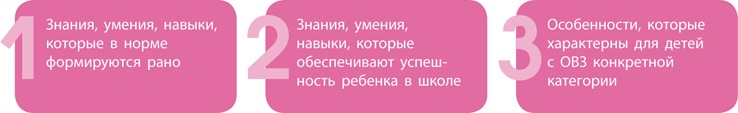 1
Знания, умения, навыки,
которые в норме
формируются рано
2
Знания, умения,
навыки, которые
обеспечивают успеш-
ность ребенка в школе
3
Особенности, которые
характерны для детей
с ОВЗ конкретной
категории